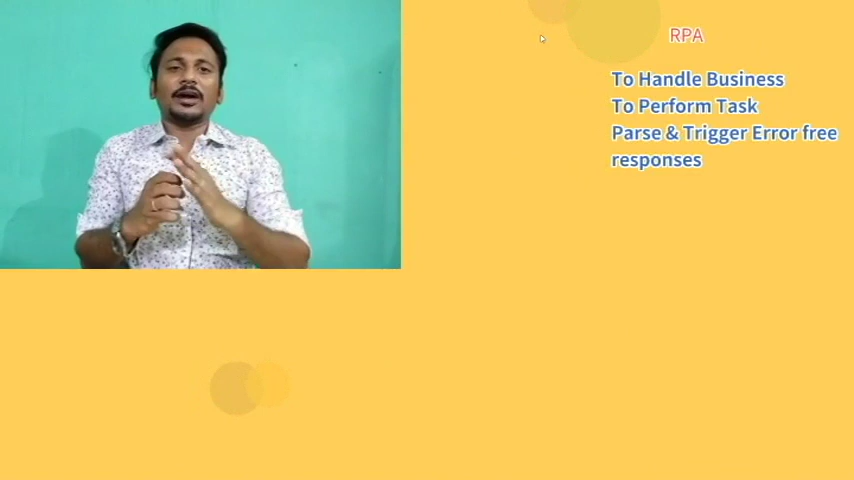 RPA
To Handle Business
To Perform Task
Parse & Trigger Error free
responses